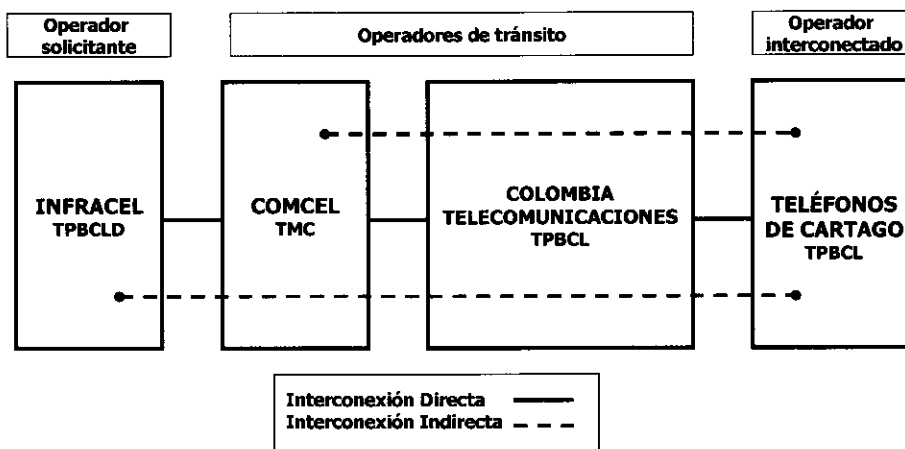 Operador
solicitante
Operadores de tránsito
Operador
interconectado
INFRACEL
TPBCLD
COMCEL
TMC
COLOMBIA
TELECOMUNICACIONES
TPBCL
TELÉFONOS
DE CARTAGO
TPBCL
Interconexión Directa
Interconexión Indirecta